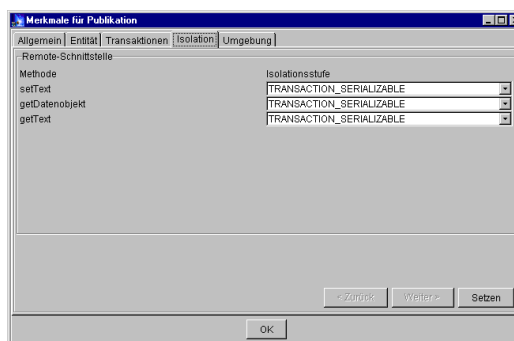 Merkmale für Publikation
Allgemein Entität Transaktionen Isolation Umgebung
Remote-Schnittstelle
Methode Isolationsstufe
setText TRANSACTION_SERIALIZABLE
getDatenobjekt TRANSACTION_SERIALIZABLE
getText TRANSACTION_SERIALIZABLE
< Zurück Weiter > Setzen
OK